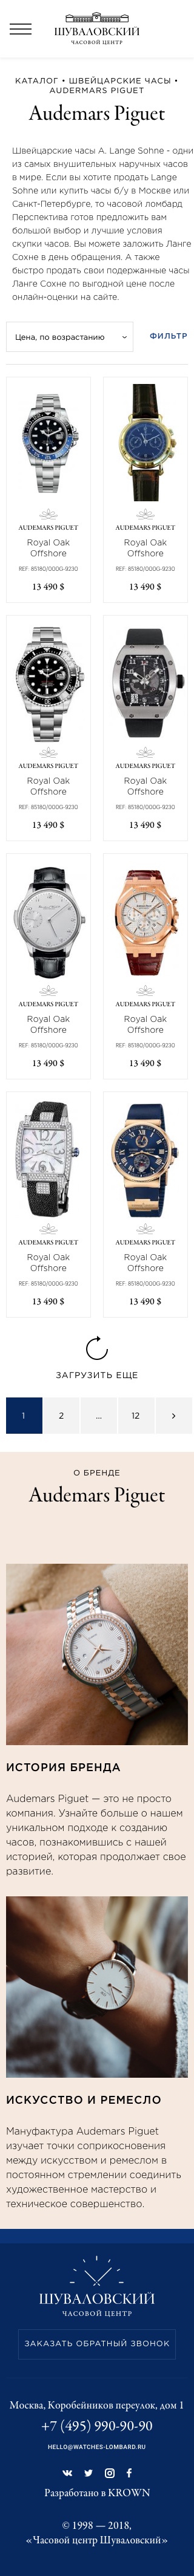 ШУВАЛОВСКИЙ
ЧАСОВОЙ ЦЕНТР
КАТАЛОГ • ШВЕЙЦАРСКИЕ ЧАСЫ •
AUDERMARS PIGUET
Audemars Piguet
Швейцарские часы A. Lange Sohne - одни
из самых внушительных наручных часов
в мире. Если вы хотите продать Lange
Sohne или купить часы б/у в Москве или
Санкт-Петербурге, то часовой ломбард
Перспектива готов предложить вам
большой выбор и лучшие условия
скупки часов. Вы можете заложить Ланге
Сохне в день обращения. А также
быстро продать свои подержанные часы
Ланге Сохне по выгодной цене после
онлайн-оценки на сайте.
Цена, по возрастанию
ФИЛЬТР
AUDEMARS PIGUET
Royal Oak
Offshore
REF: 85180/000G-9230
13 490 $
AUDEMARS PIGUET
Royal Oak
Offshore
REF: 85180/000G-9230
13 490 $
AUDEMARS PIGUET
Royal Oak
Offshore
REF: 85180/000G-9230
13 490 $
AUDEMARS PIGUET
Royal Oak
Offshore
REF: 85180/000G-9230
13 490 $
AUDEMARS PIGUET
Royal Oak
Offshore
REF: 85180/000G-9230
13 490 $
AUDEMARS PIGUET
Royal Oak
Offshore
REF: 85180/000G-9230
13 490 $
AUDEMARS PIGUET
Royal Oak
Offshore
REF: 85180/000G-9230
13 490 $
AUDEMARS PIGUET
Royal Oak
Offshore
REF: 85180/000G-9230
13 490 $
ЗАГРУЗИТЬ ЕЩЕ
1 2 ... 12 >
О БРЕНДЕ
Audemars Piguet
ИСТОРИЯ БРЕНДА
Audemars Piguet — это не просто
компания. Узнайте больше о нашем
уникальном подходе к созданию
часов, познакомившись с нашей
историей, которая продолжает свое
развитие.
ИСКУССТВО И РЕМЕСЛО
Мануфактура Audemars Piguet
изучает точки соприкосновения
между искусством и ремеслом в
постоянном стремлении соединить
художественное мастерство и
техническое совершенство.
ШУВАЛОВСКИЙ
ЧАСОВОЙ ЦЕНТР
ЗАКАЗАТЬ ОБРАТНЫЙ ЗВОНОК
Москва, Коробейников переулок, дом 1
+7 (495) 990-90-90
HELLO@WATCHES-LOMBARD.RU
Разработано в KROWN
© 1998 — 2018,
«Часовой центр Шуваловский»